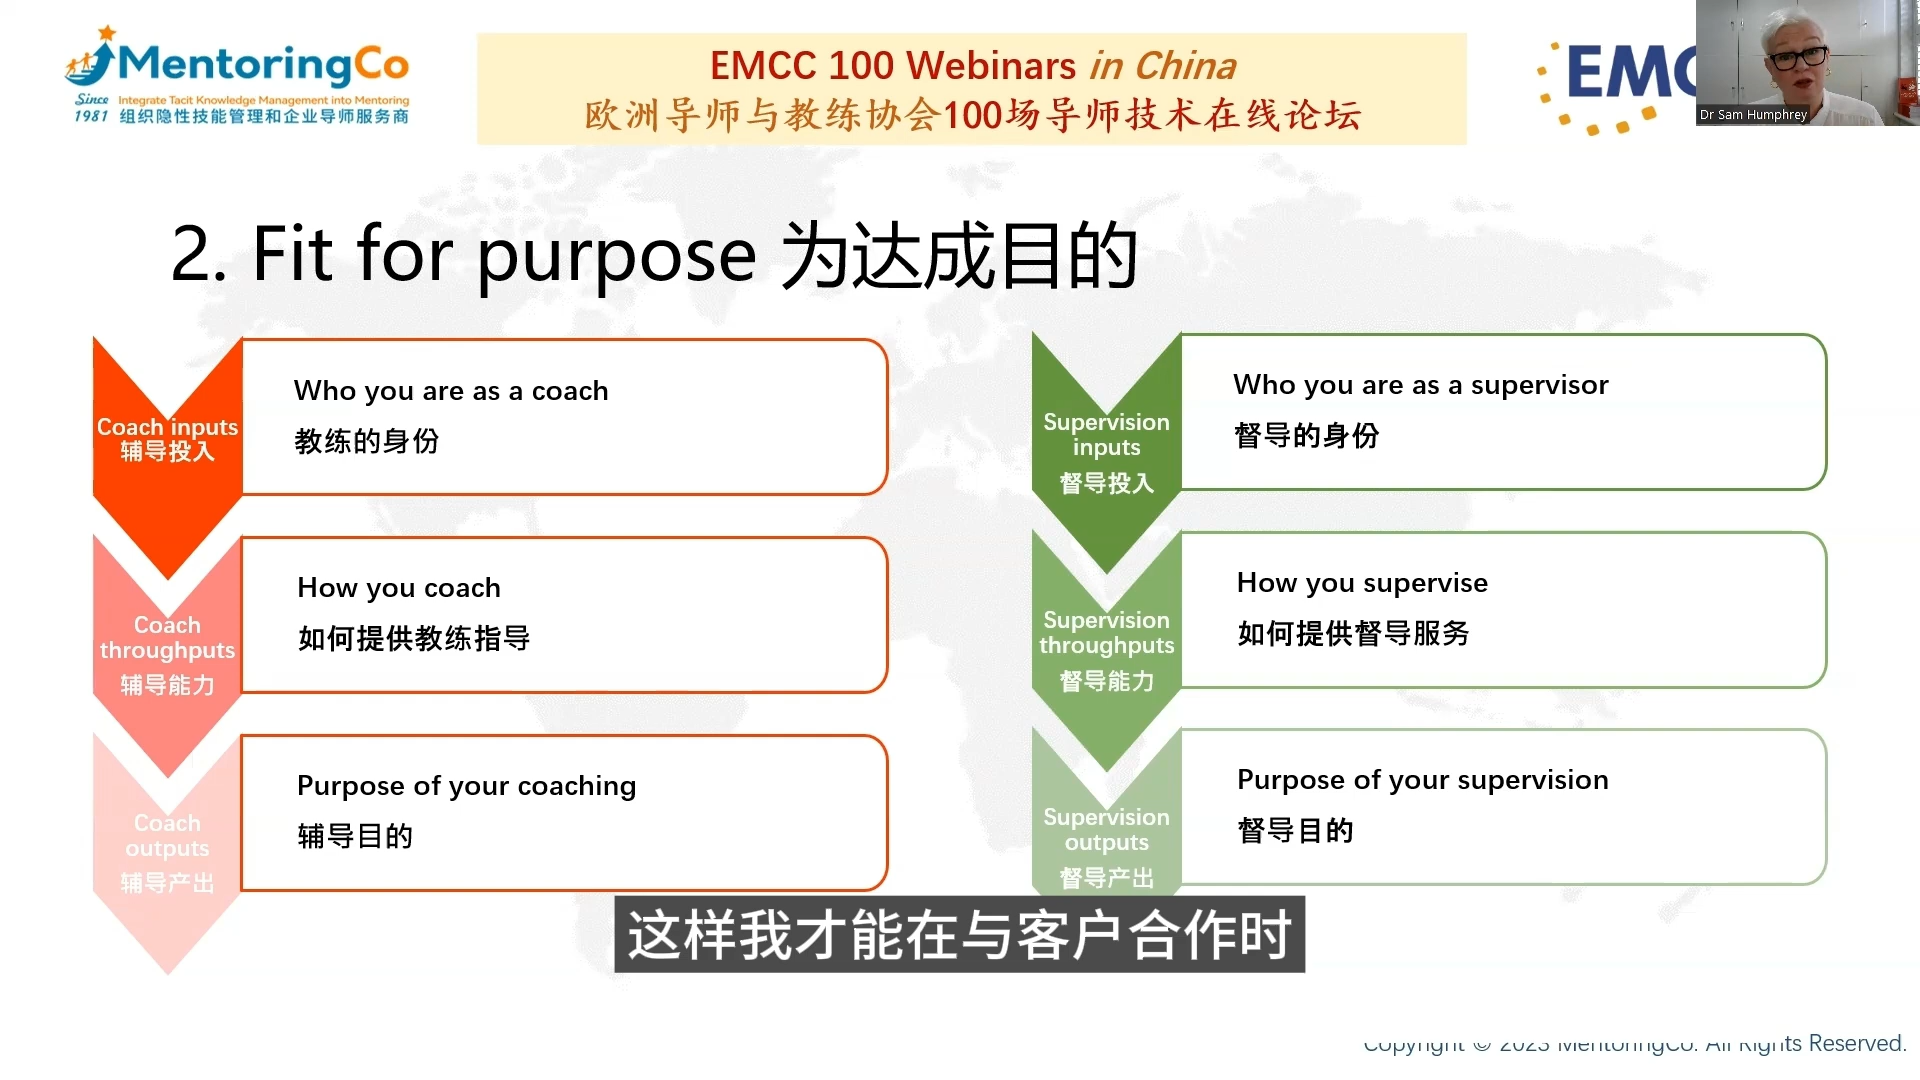 MentoringCo
Since 1981
Integrate Tacit Knowledge Management into Mentoring
组织隐性技能管理和企业导师服务商
EMCC 100 Webinars in China
欧洲导师与教练协会100场导师技术在线论坛
EMC
Dr Sam Humphrey
2. Fit for purpose 为达成目的
Coach inputs
辅导投入
Who you are as a coach
教练的身份
Coach
throughputs
辅导能力
How you coach
如何提供教练指导
Coach
outputs
辅导产出
Purpose of your coaching
辅导目的
Supervision
inputs
督导投入
Who you are as a supervisor
督导的身份
Supervision
throughputs
督导能力
How you supervise
如何提供督导服务
Supervision
outputs
督导产出
Purpose of your supervision
督导目的
这样我才能在与客户合作时
Copyright © 2023 MentoringCo. All Rights Reserved.